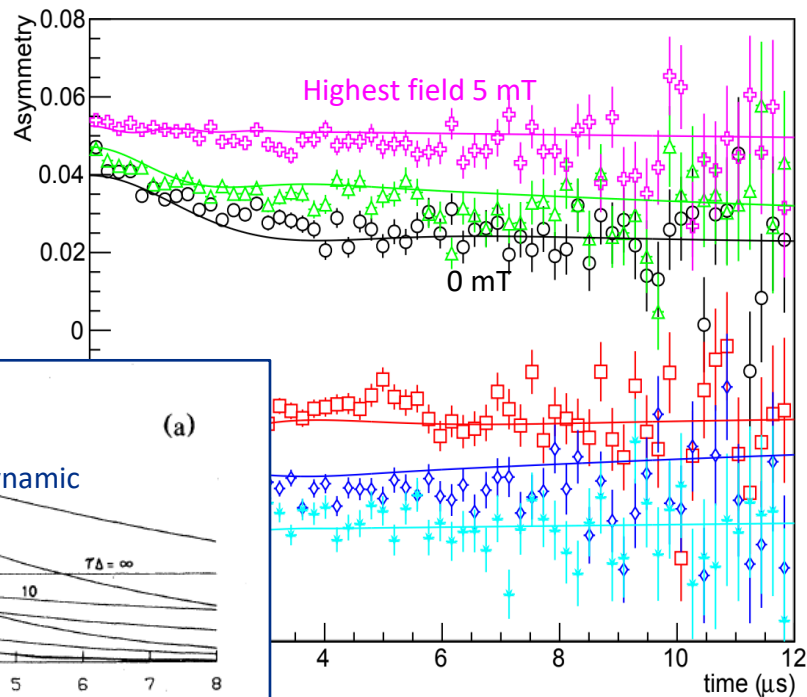 0.08
Asymmetry
Highest field 5 mT
0.06
0.04
0.02
0 mT
0
(a)
namic
τΔ = ∞
10
5 6 7 8
4 6 8 10 12
time (μs)